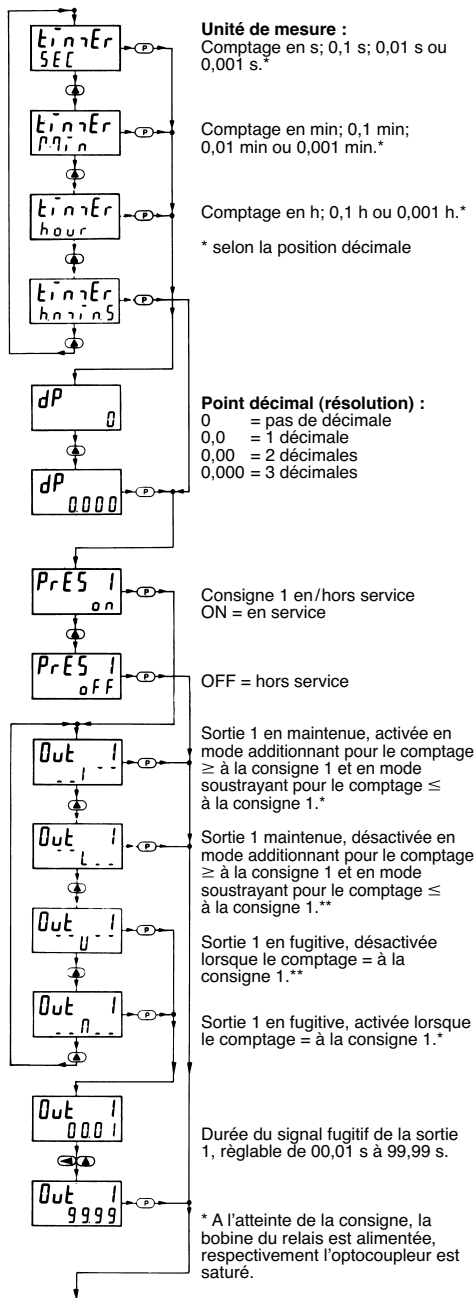 tinnEr
SEC
P
Unité de mesure :
Comptage en s; 0,1 s; 0,01 s ou
0,001 s.*
tinnEr
M.Min
P
Comptage en min; 0,1 min;
0,01 min ou 0,001 min.*
tinnEr
hour
P
Comptage en h; 0,1 h ou 0,001 h.*
* selon la position décimale
tinnEr
h.min.S
P
dP
0
Point décimal (résolution) :
0 = pas de décimale
0,0 = 1 décimale
0,00 = 2 décimales
0,000 = 3 décimales
dP
0.000
P
PrES 1
on
P
Consigne 1 en/hors service
ON = en service
PrES 1
oFF
P
OFF = hors service
Out 1
P
Sortie 1 en maintenue, activée en
mode additionnant pour le comptage
≥ à la consigne 1 et en mode
soustrayant pour le comptage ≤
à la consigne 1.*
Out 1
P
Sortie 1 maintenue, désactivée en
mode additionnant pour le comptage
≥ à la consigne 1 et en mode
soustrayant pour le comptage ≤
à la consigne 1.**
Out 1
P
Sortie 1 en fugitive, désactivée
lorsque le comptage = à la
consigne 1.**
Out 1
P
Sortie 1 en fugitive, activée lorsque
le comptage = à la consigne 1.*
Out 1
00.01
Durée du signal fugitif de la sortie
1, règlable de 00,01 s à 99,99 s.
Out 1
99.99
P
* A l'atteinte de la consigne, la
bobine du relais est alimentée,
respectivement l'optocoupleur est
saturé.